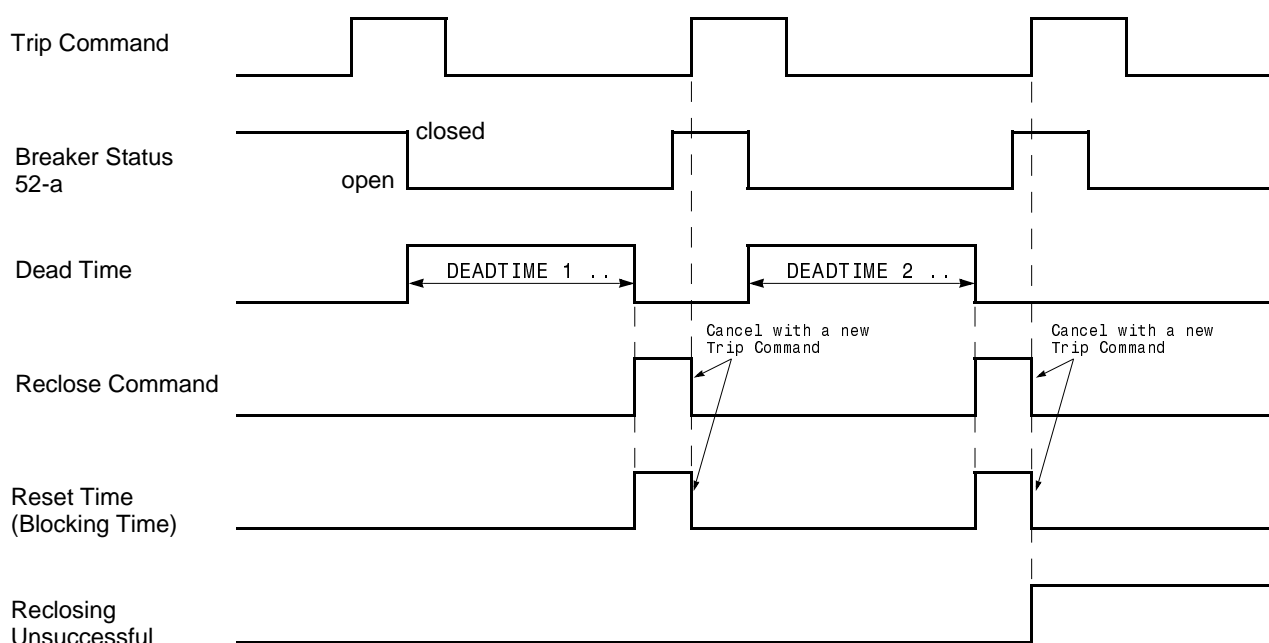 Trip Command
closed
Breaker Status
52-a
open
Dead Time
DEADTIME 1 ..
DEADTIME 2 ..
Cancel with a new
Trip Command
Cancel with a new
Trip Command
Reclose Command
Reset Time
(Blocking Time)
Reclosing
Unsuccessful